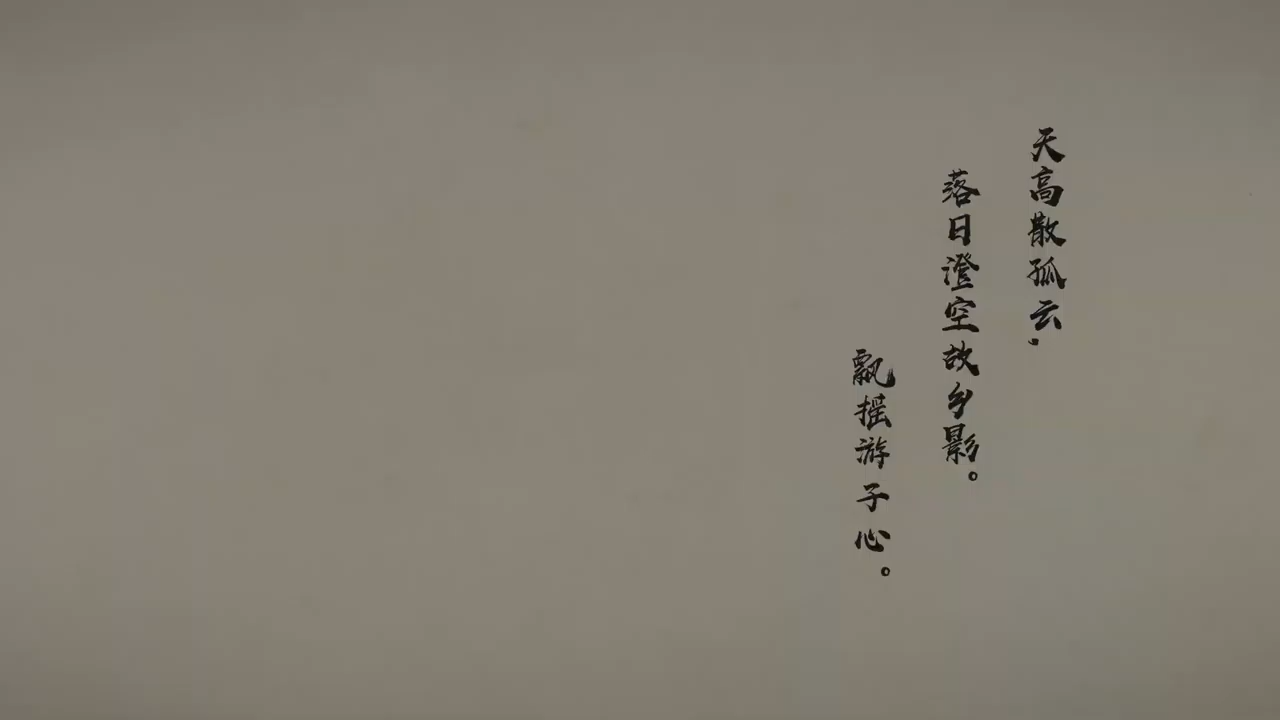 天高散孤云，
落日澄空故乡影。
飘摇游子心。